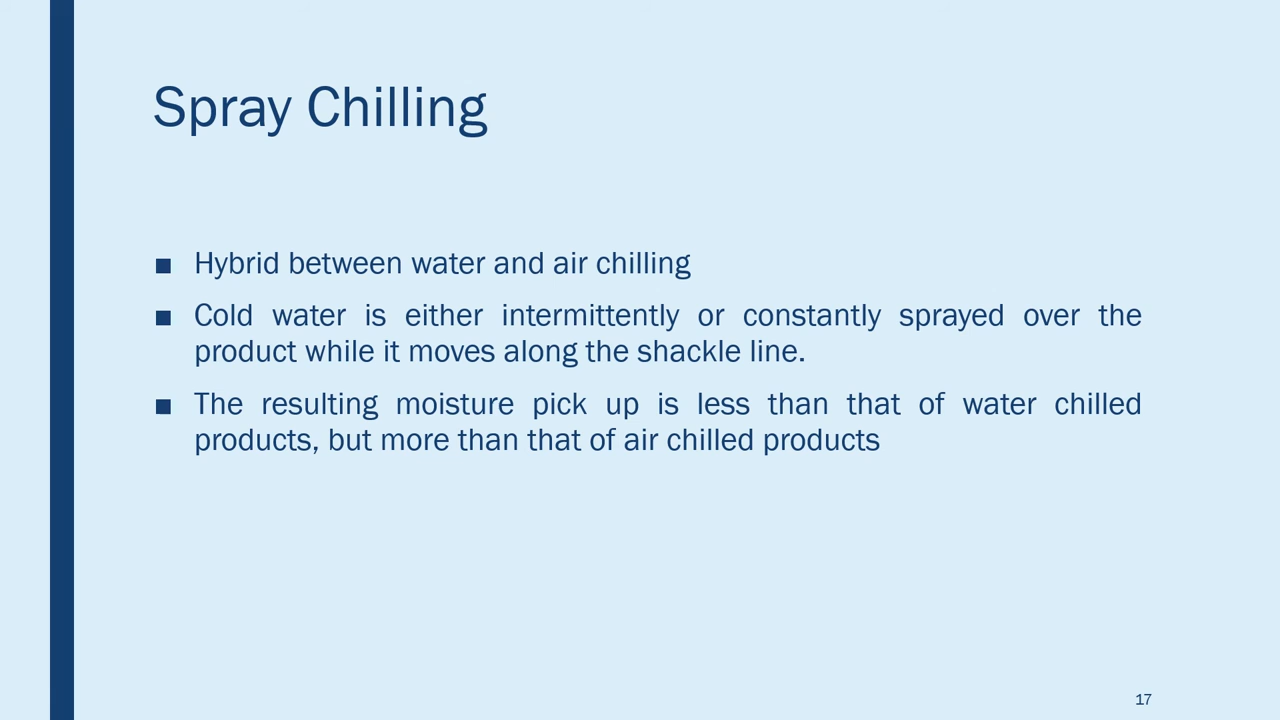 Spray Chilling
▪ Hybrid between water and air chilling
▪ Cold water is either intermittently or constantly sprayed over the
product while it moves along the shackle line.
▪ The resulting moisture pick up is less than that of water chilled
products, but more than that of air chilled products
17